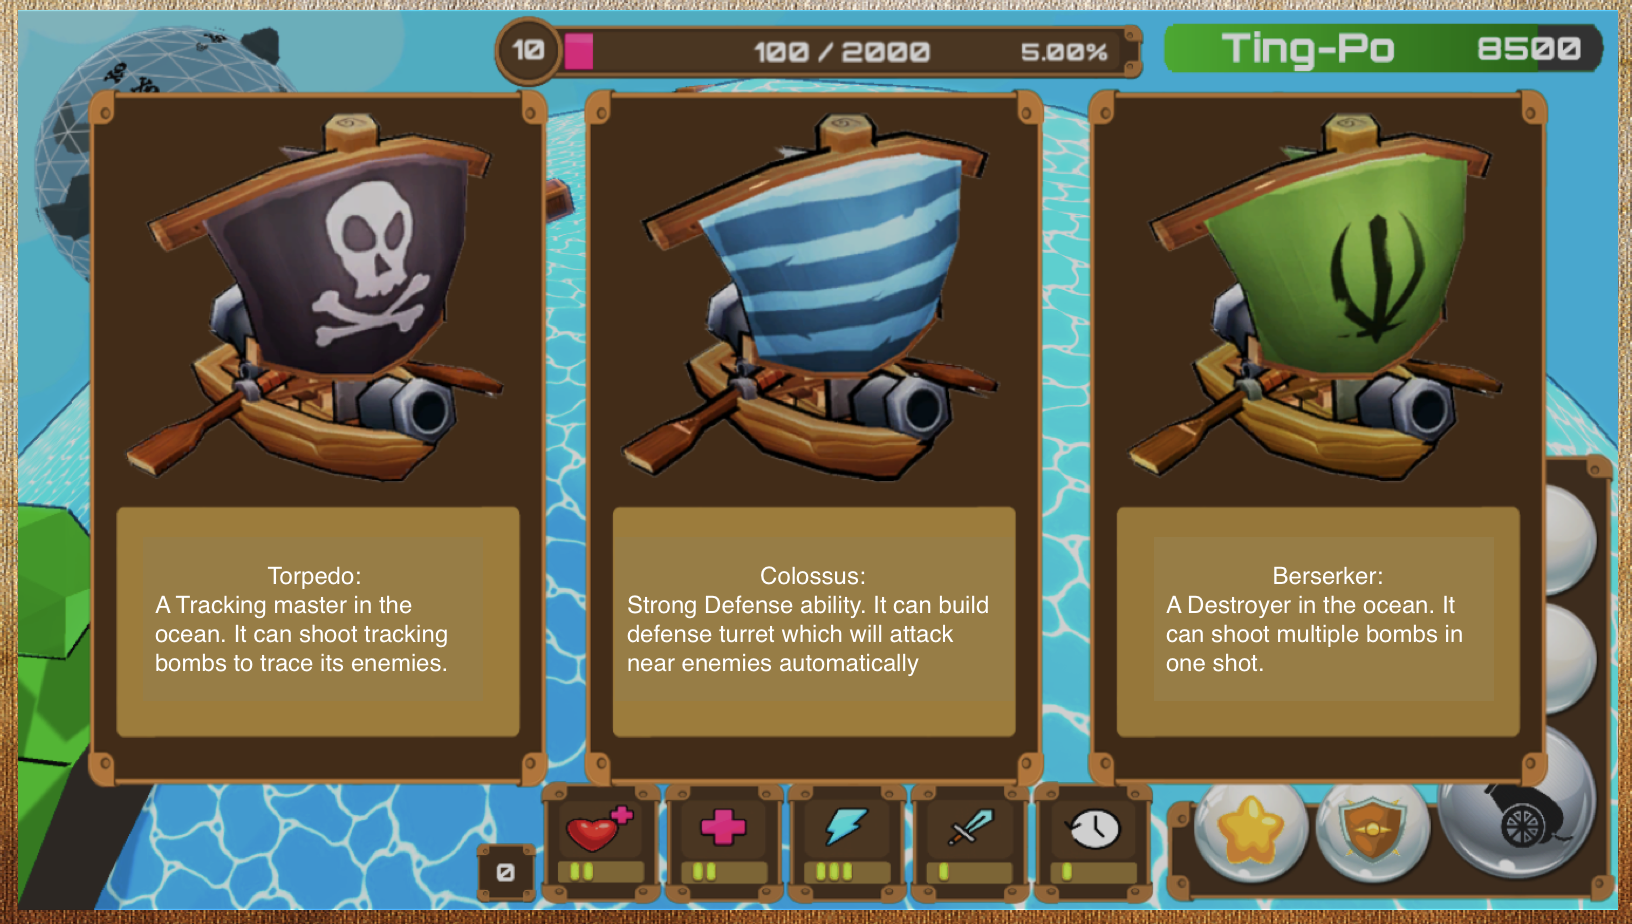 10
100 / 2000
5.00%
Ting-Po
8500
Torpedo:
A Tracking master in the
ocean. It can shoot tracking
bombs to trace its enemies.
Colossus:
Strong Defense ability. It can build
defense turret which will attack
near enemies automatically
Berserker:
A Destroyer in the ocean. It
can shoot multiple bombs in
one shot.
0